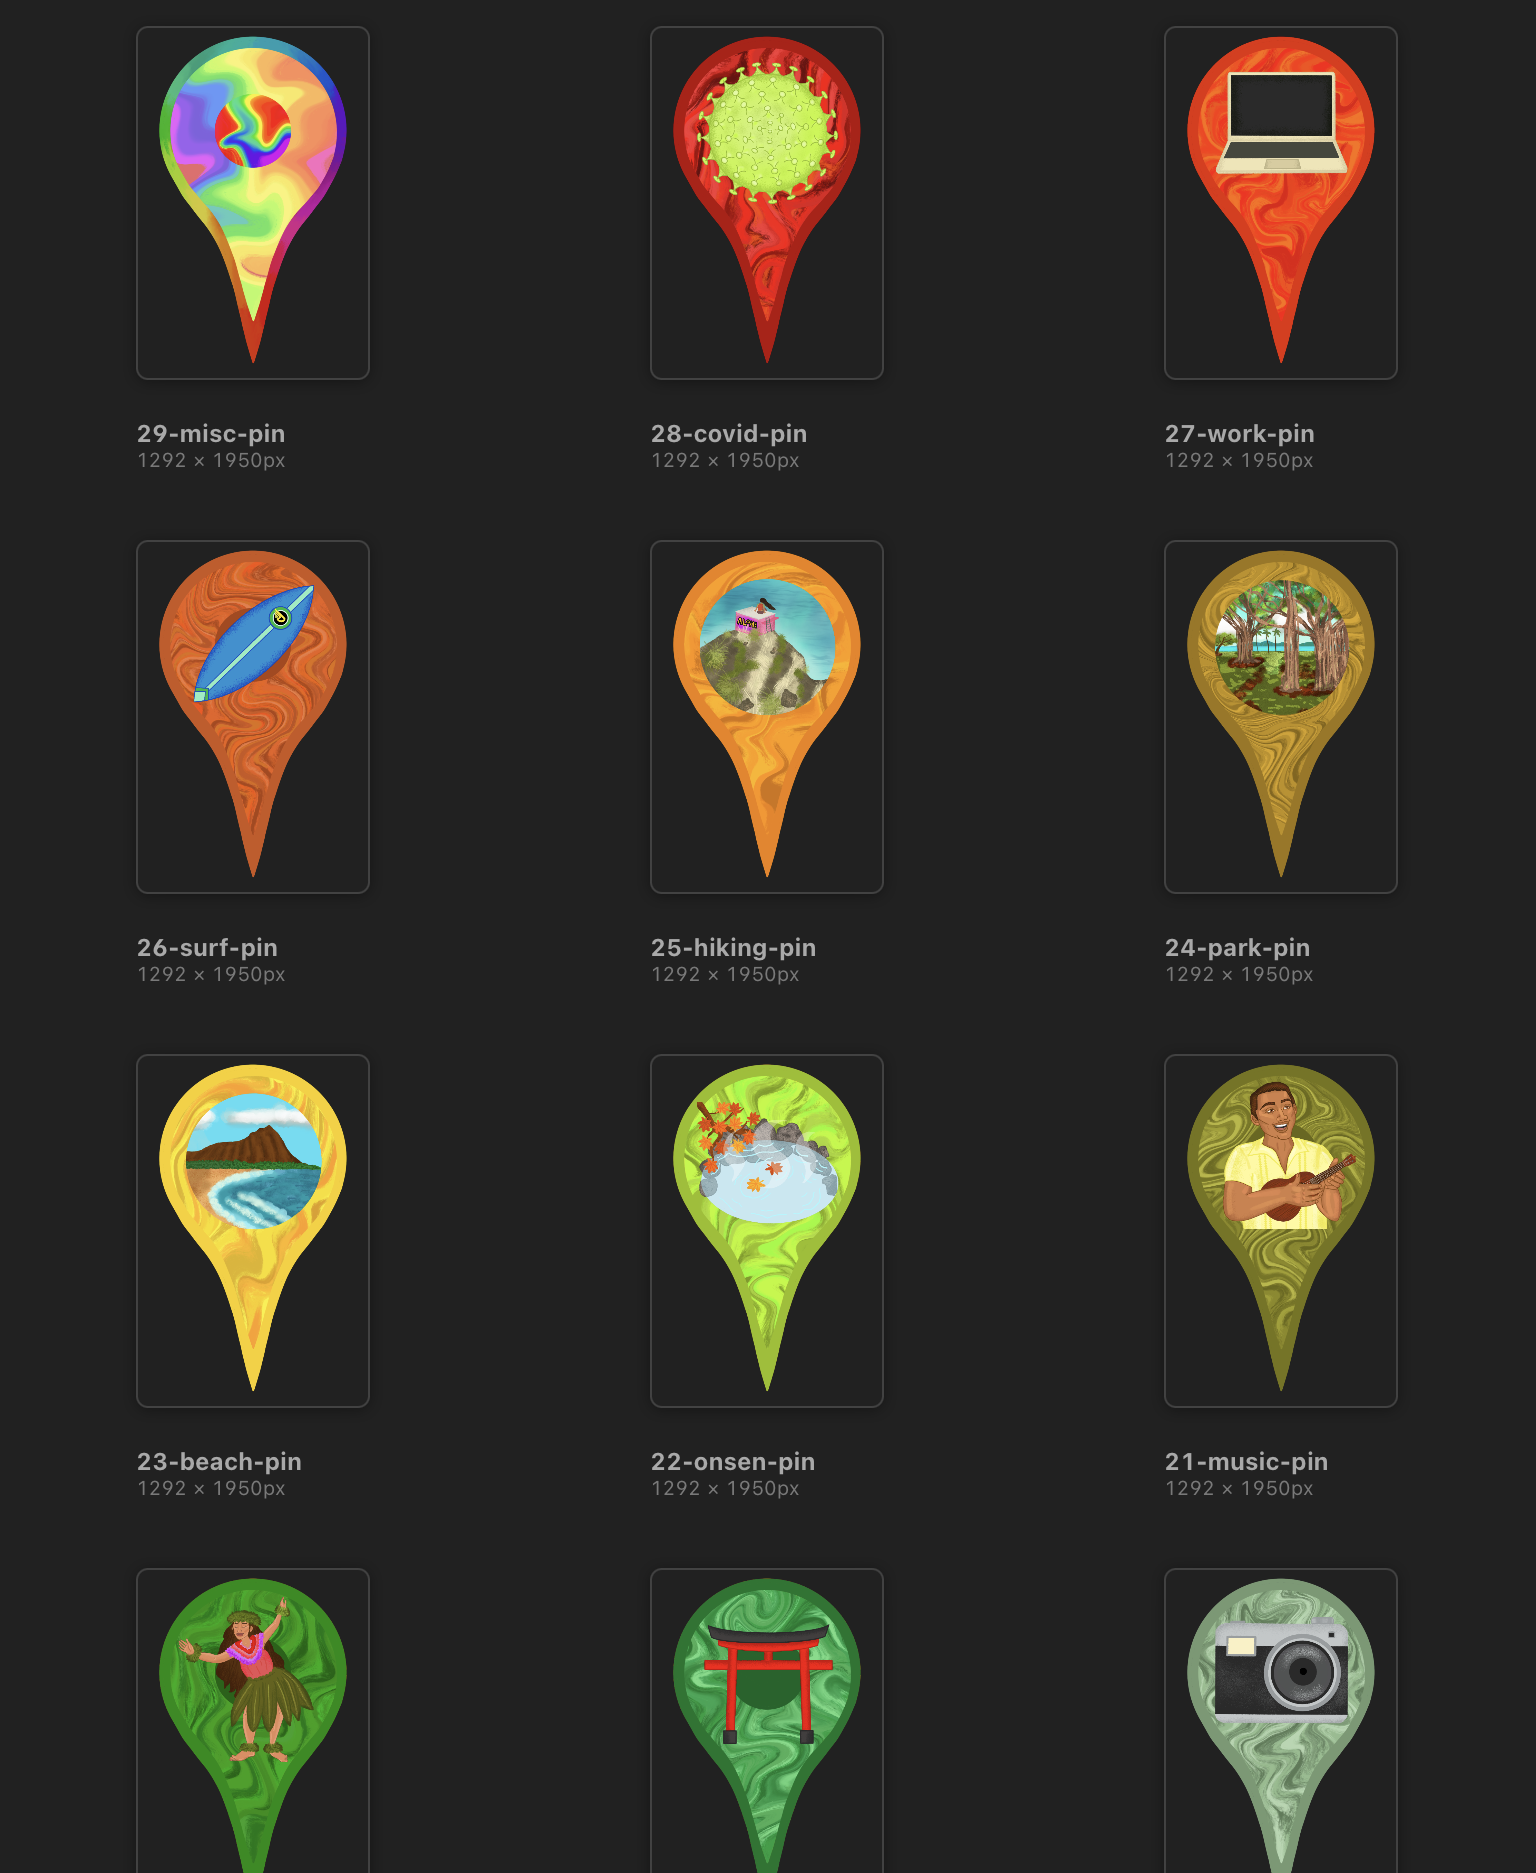 29-misc-pin
1292 × 1950px
28-covid-pin
1292 × 1950px
27-work-pin
1292 × 1950px
26-surf-pin
1292 × 1950px
25-hiking-pin
1292 × 1950px
24-park-pin
1292 × 1950px
23-beach-pin
1292 × 1950px
22-onsen-pin
1292 × 1950px
21-music-pin
1292 × 1950px